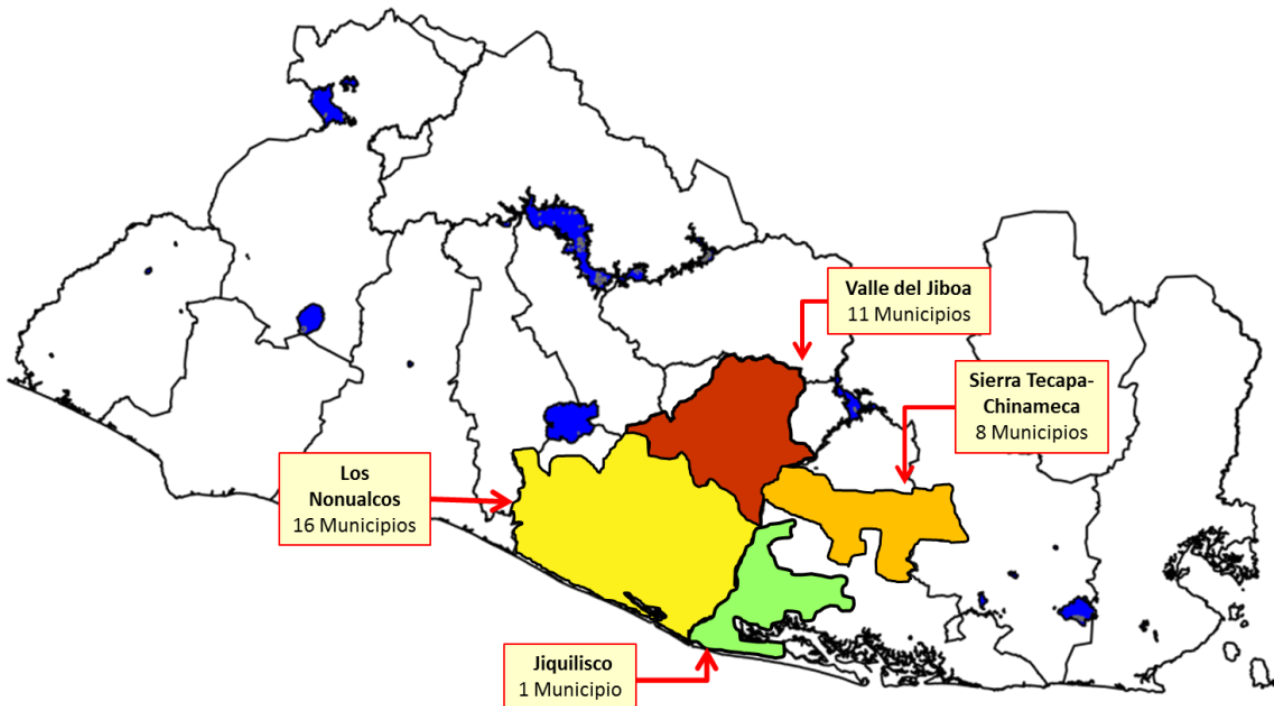 Valle del Jiboa
11 Municipios
Sierra Tecapa-
Chinameca
8 Municipios
Los
Nonualcos
16 Municipios
Jiquilisco
1 Municipio